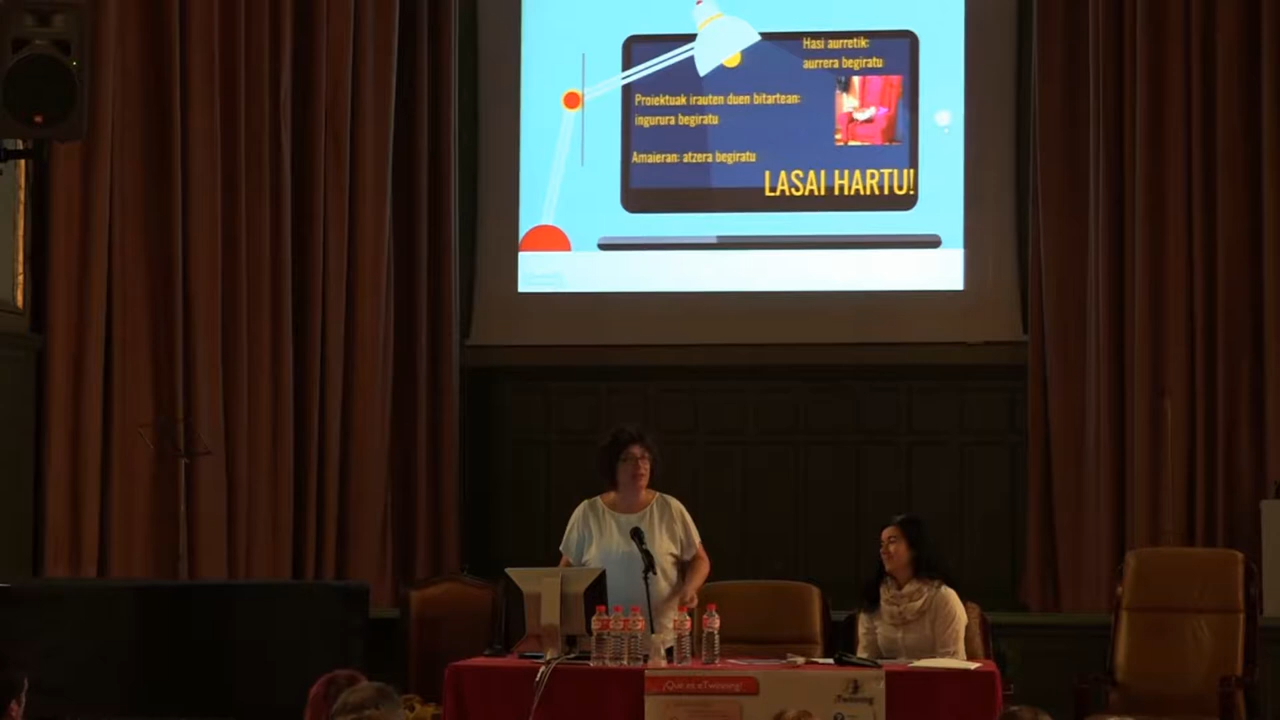 Hasi aurretik:
aurrera begiratu
Proiektuak irauten duen bitartean:
ingurura begiratu
Amaieran: atzera begiratu
LASAI HARTU!
¿Qué es eTwinning?